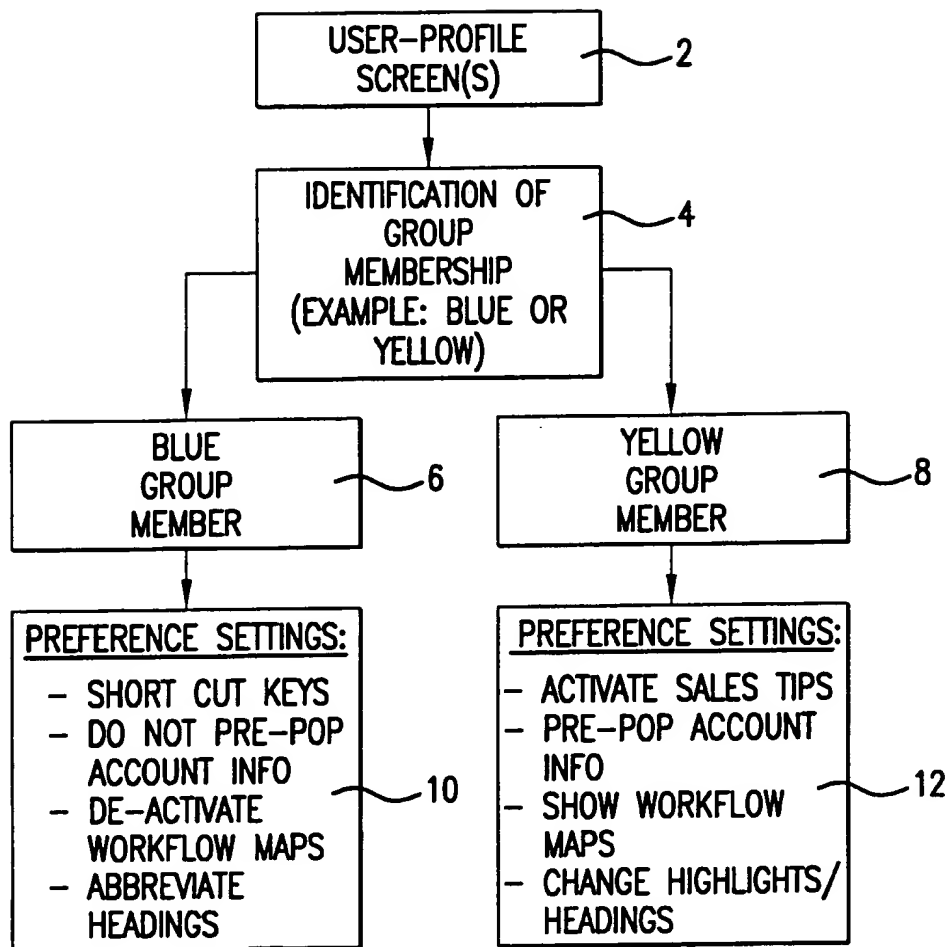 USER-PROFILE
SCREEN(S)
2
IDENTIFICATION OF
GROUP
MEMBERSHIP
(EXAMPLE: BLUE OR
YELLOW)
4
BLUE
GROUP
MEMBER
6
YELLOW
GROUP
MEMBER
8
PREFERENCE SETTINGS:
- SHORT CUT KEYS
- DO NOT PRE-POP
ACCOUNT INFO
- DE-ACTIVATE
WORKFLOW MAPS
- ABBREVIATE
HEADINGS
10
PREFERENCE SETTINGS:
- ACTIVATE SALES TIPS
- PRE-POP ACCOUNT
INFO
- SHOW WORKFLOW
MAPS
- CHANGE HIGHLIGHTS/
HEADINGS
12